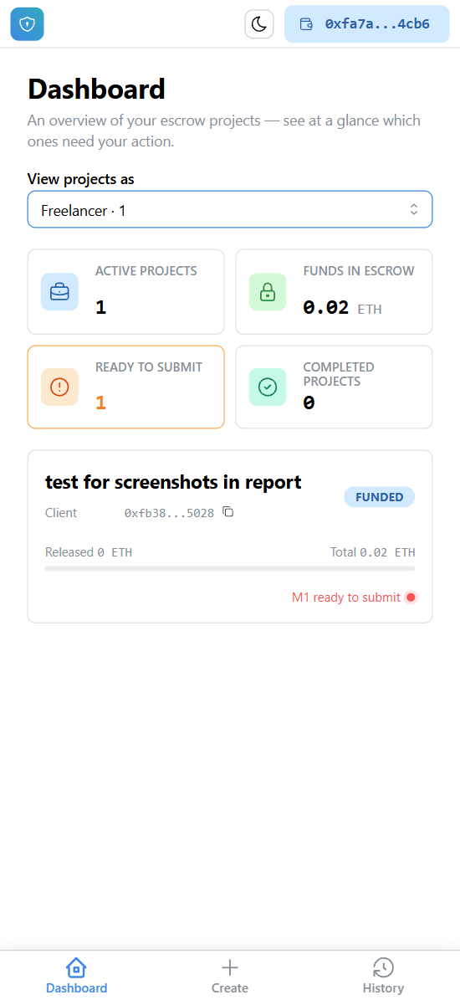 0xfa7a...4cb6
Dashboard
An overview of your escrow projects — see at a glance which
ones need your action.
View projects as
Freelancer · 1
ACTIVE PROJECTS
1
FUNDS IN ESCROW
0.02 ETH
READY TO SUBMIT
1
COMPLETED
PROJECTS
0
test for screenshots in report
FUNDED
Client 0xfb38...5028
Released 0 ETH
Total 0.02 ETH
M1 ready to submit
Dashboard
Create
History